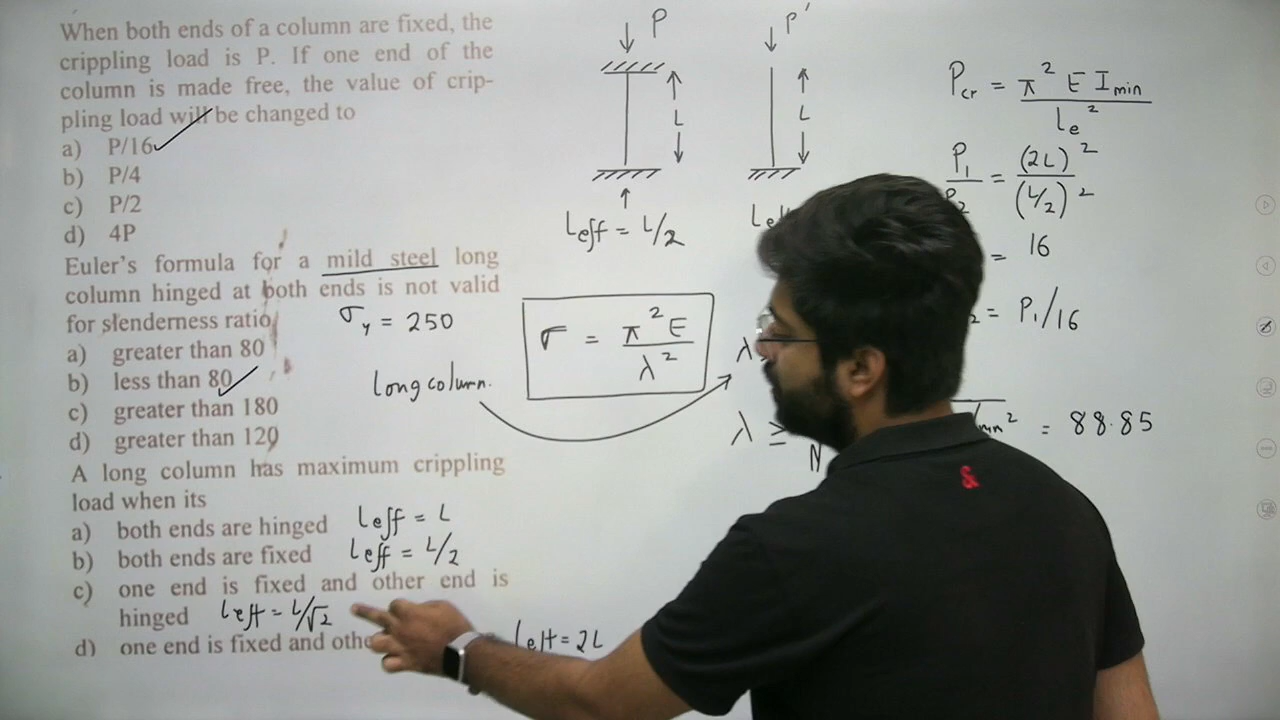 When both ends of a column are fixed, the
crippling load is P. If one end of the
column is made free, the value of crip-
pling load will be changed to
a) P/16
b) P/4
c) P/2
d) 4P
Euler's formula for a mild steel long
column hinged at both ends is not valid
for slenderness ratio
a) greater than 80
b) less than 80
c) greater than 180
d) greater than 120
A long column has maximum crippling
load when its
a) both ends are hinged
b) both ends are fixed
c) one end is fixed and other end is
hinged
d) one end is fixed and
σy = 250
Long column.
Leff = L
Leff = L/2
Leff = L/√2
Leff = 2L
P
L
Leff = L/2
P'
L
σ = π²E/λ²
Pcr = π² E Imin / le²
P1/P2 = (2L)²/(L/2)²
= 16
= P1/16
λ
λ ≥
= 88.85
&